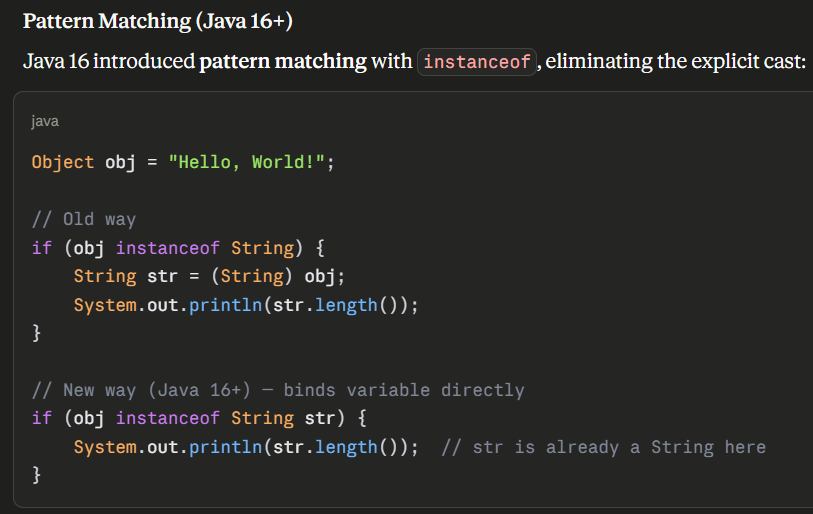 Pattern Matching (Java 16+)
Java 16 introduced pattern matching with instanceof, eliminating the explicit cast:
java
Object obj = "Hello, World!";
// Old way
if (obj instanceof String) {
    String str = (String) obj;
    System.out.println(str.length());
}
// New way (Java 16+) — binds variable directly
if (obj instanceof String str) {
    System.out.println(str.length());  // str is already a String here
}